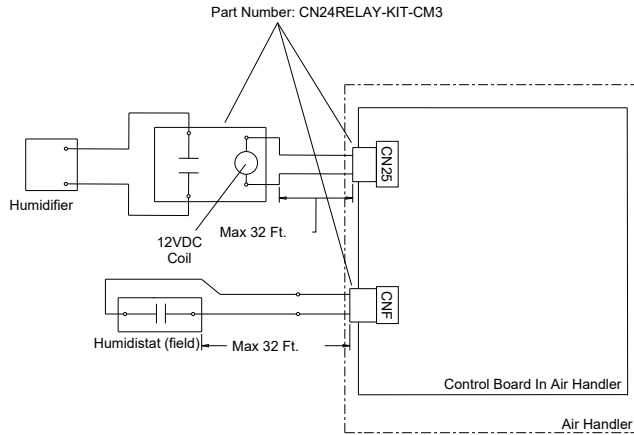 Part Number: CN24RELAY-KIT-CM3
CN25
Humidifier
12VDC
Coil
Max 32 Ft.
CNF
Humidistat (field)
Max 32 Ft.
Control Board In Air Handler
Air Handler